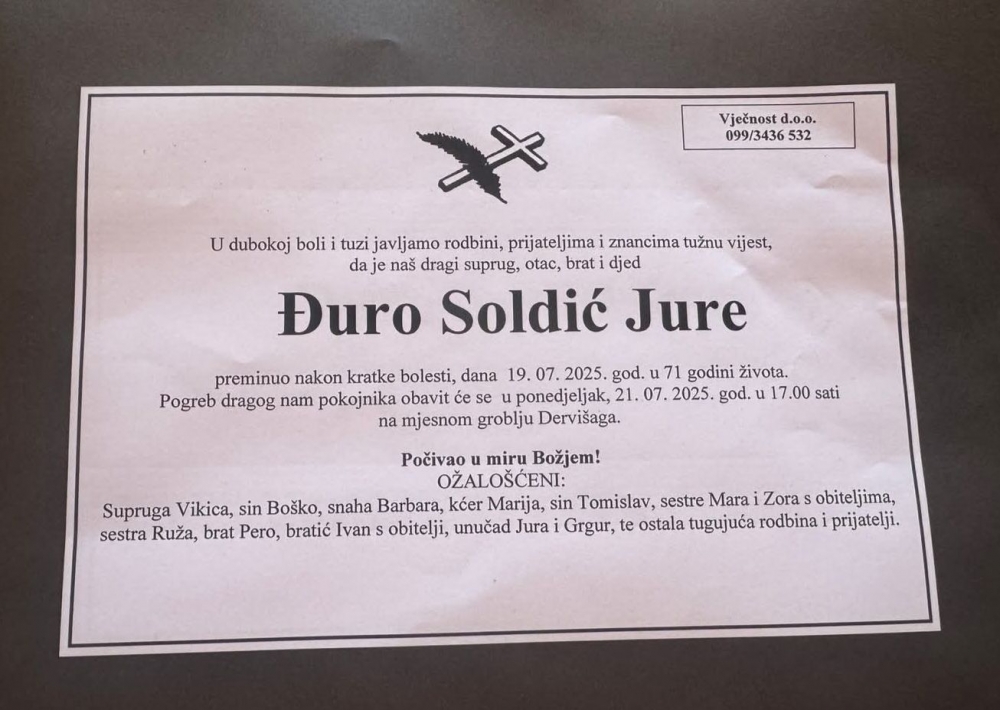 Vječnost d.o.o.
099/3436 532
U dubokoj boli i tuzi javljamo rodbini, prijateljima i znancima tužnu vijest,
da je naš dragi suprug, otac, brat i djed
Đuro Soldić Jure
preminuo nakon kratke bolesti, dana 19. 07. 2025. god. u 71 godini života.
Pogreb dragog nam pokojnika obavit će se u ponedjeljak, 21. 07. 2025. god. u 17.00 sati
na mjesnom groblju Dervišaga.
Počivao u miru Božjem!
OŽALOŠĆENI:
Supruga Vikica, sin Boško, snaha Barbara, kćer Marija, sin Tomislav, sestre Mara i Zora s obiteljima,
sestra Ruža, brat Pero, bratić Ivan s obitelji, unučad Jura i Grgur, te ostala tugujuća rodbina i prijatelji.